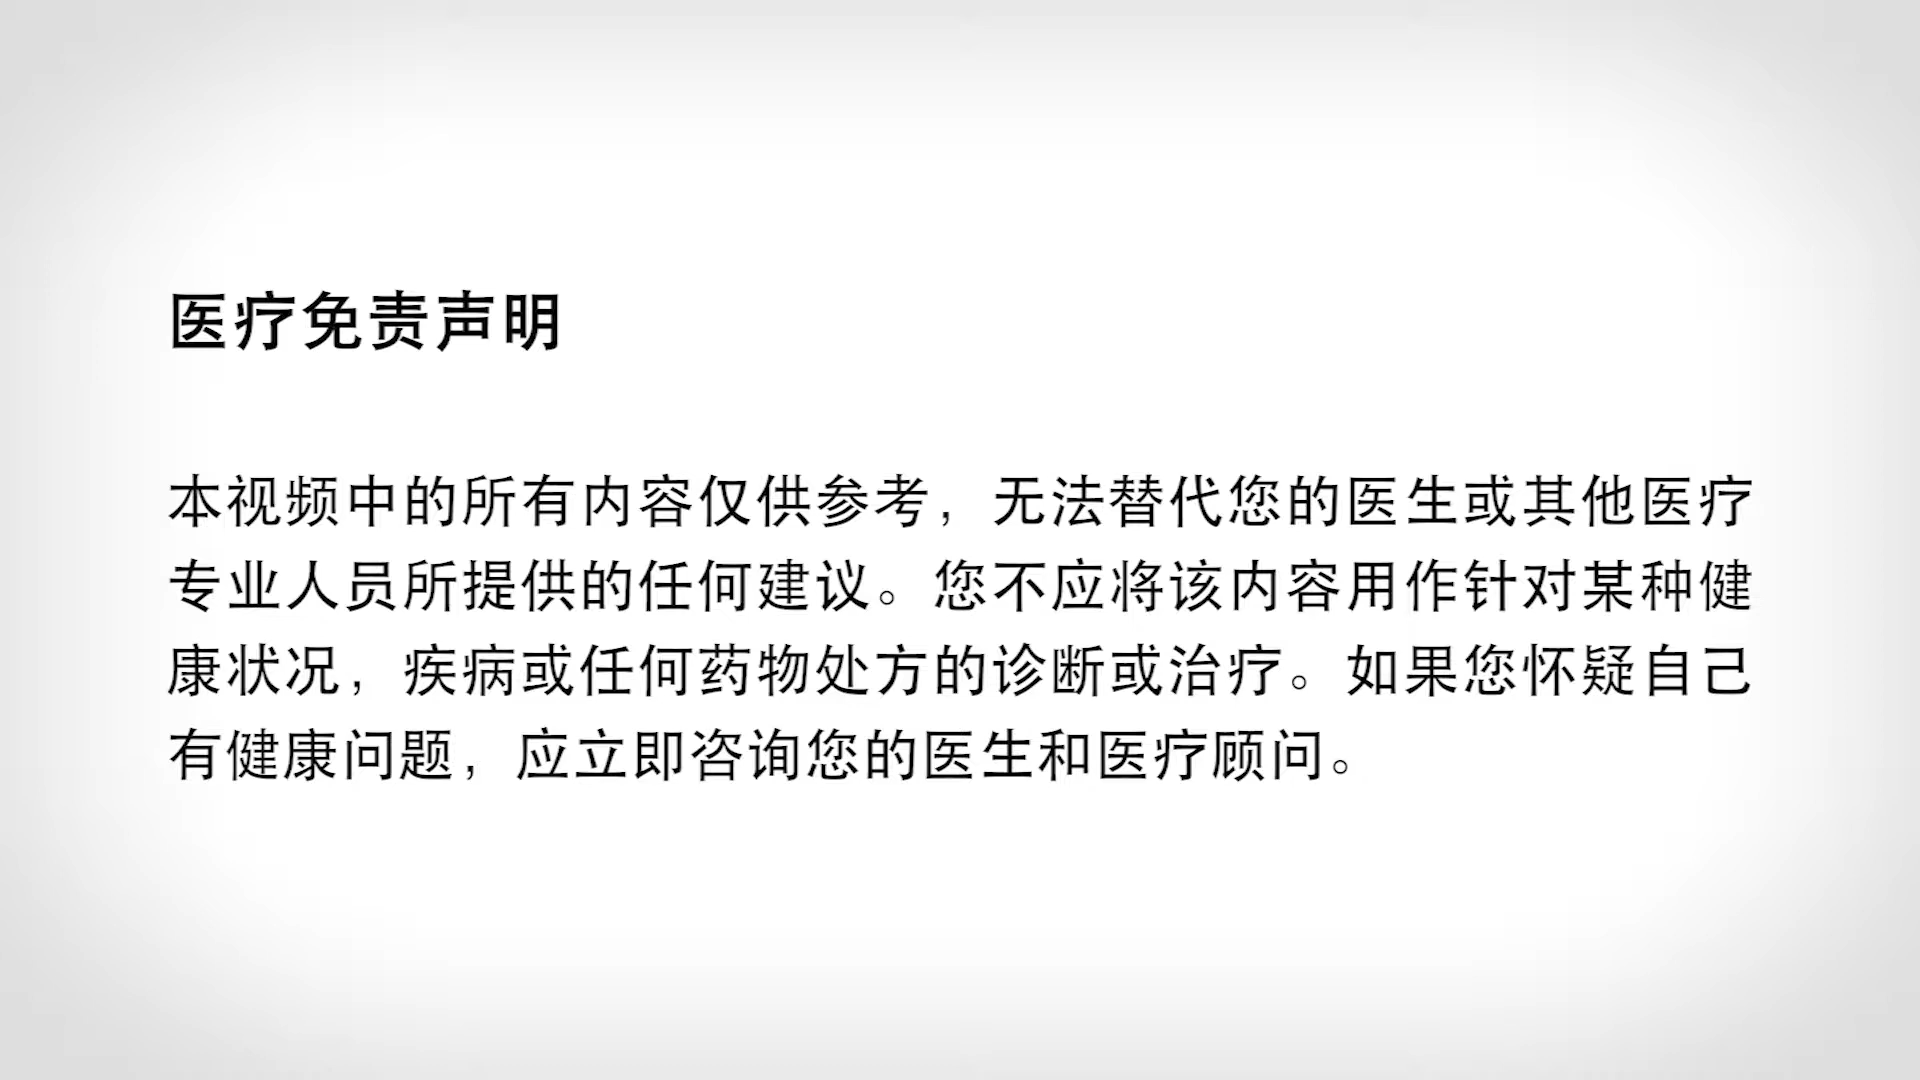 医疗免责声明
本视频中的所有内容仅供参考，无法替代您的医生或其他医疗
专业人员所提供的任何建议。您不应将该内容用作针对某种健
康状况，疾病或任何药物处方的诊断或治疗。如果您怀疑自己
有健康问题，应立即咨询您的医生和医疗顾问。